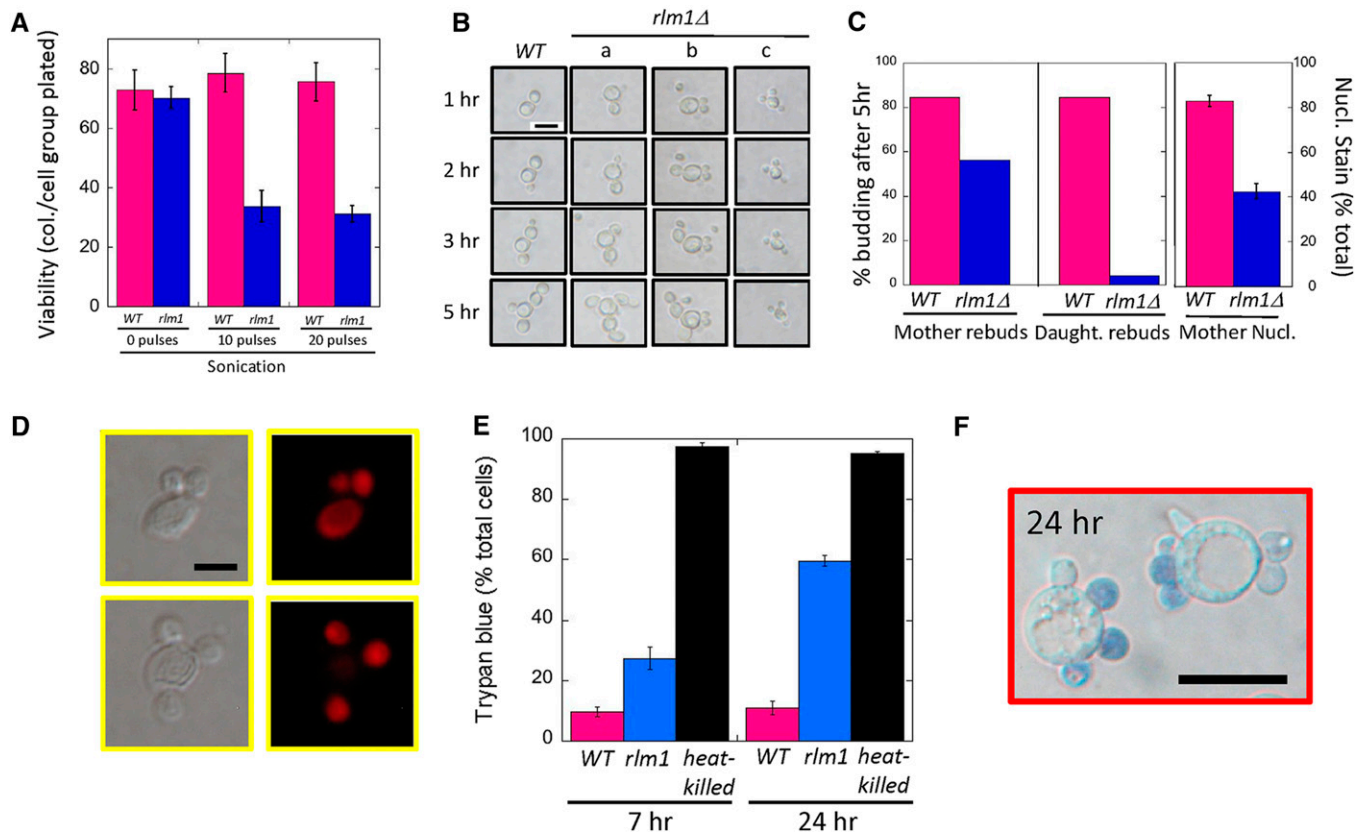 A
Viability (col./cell group plated)
80
60
40
20
0
WT rlm1 WT rlm1 WT rlm1
0 pulses 10 pulses 20 pulses
Sonication
B
rlm1Δ
WT a b c
1 hr
2 hr
3 hr
5 hr
C
% budding after 5hr
100
80
60
40
20
0
100
80
60
40
20
0
Nucl. Stain (% total)
WT rlm1Δ WT rlm1Δ WT rlm1Δ
Mother rebuds Daught. rebuds Mother Nucl.
D
E
Trypan blue (% total cells)
100
80
60
40
20
0
WT rlm1 heat-killed WT rlm1 heat-killed
7 hr 24 hr
F
24 hr